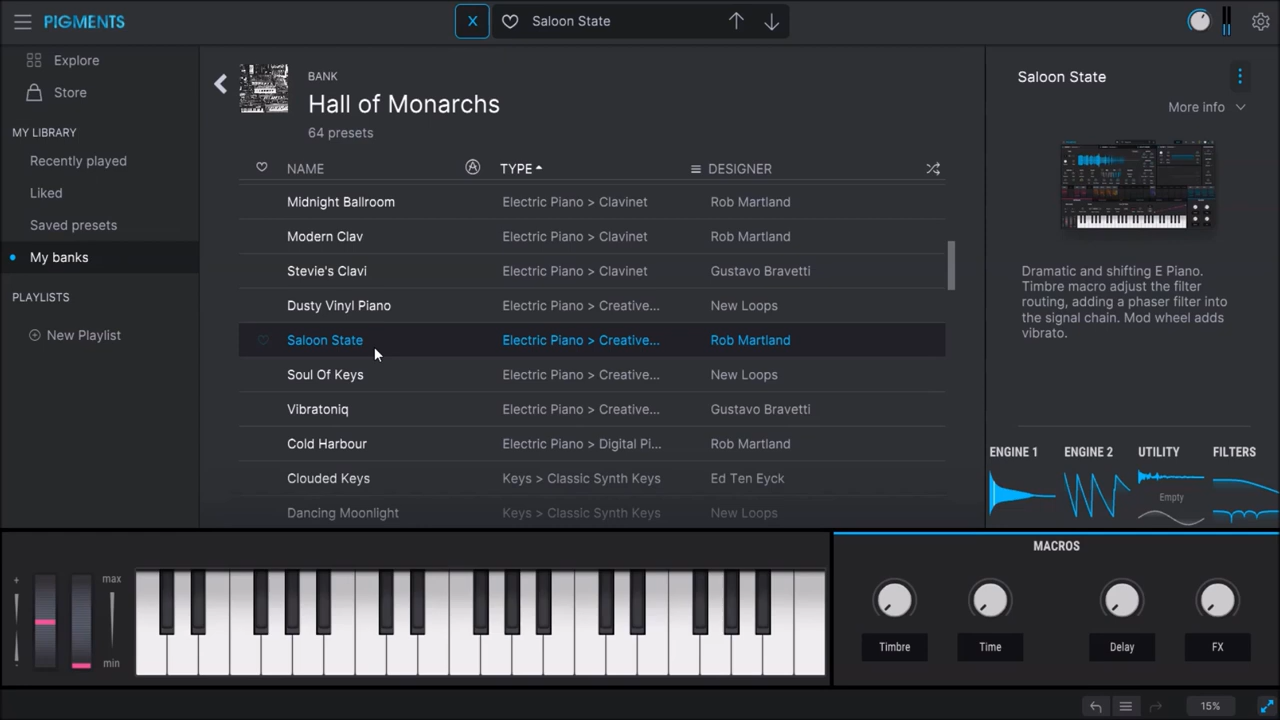 PIGMENTS
X
Saloon State
Explore
Store
MY LIBRARY
Recently played
Liked
Saved presets
My banks
PLAYLISTS
New Playlist
BANK
Hall of Monarchs
64 presets
NAME TYPE DESIGNER
Midnight Ballroom Electric Piano > Clavinet Rob Martland
Modern Clav Electric Piano > Clavinet Rob Martland
Stevie's Clavi Electric Piano > Clavinet Gustavo Bravetti
Dusty Vinyl Piano Electric Piano > Creative... New Loops
Saloon State Electric Piano > Creative... Rob Martland
Soul Of Keys Electric Piano > Creative... New Loops
Vibratoniq Electric Piano > Creative... Gustavo Bravetti
Cold Harbour Electric Piano > Digital Pi... Rob Martland
Clouded Keys Keys > Classic Synth Keys Ed Ten Eyck
Dancing Moonlight Keys > Classic Synth Keys New Loops
Saloon State
More info
Dramatic and shifting E Piano.
Timbre macro adjust the filter
routing, adding a phaser filter into
the signal chain. Mod wheel adds
vibrato.
ENGINE 1 ENGINE 2 UTILITY FILTERS
Empty
+ max
- min
MACROS
Timbre Time Delay FX
15%